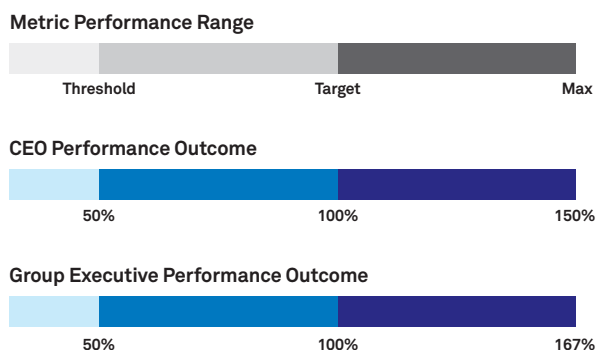 Metric Performance Range
Threshold Target Max
CEO Performance Outcome
50% 100% 150%
Group Executive Performance Outcome
50% 100% 167%